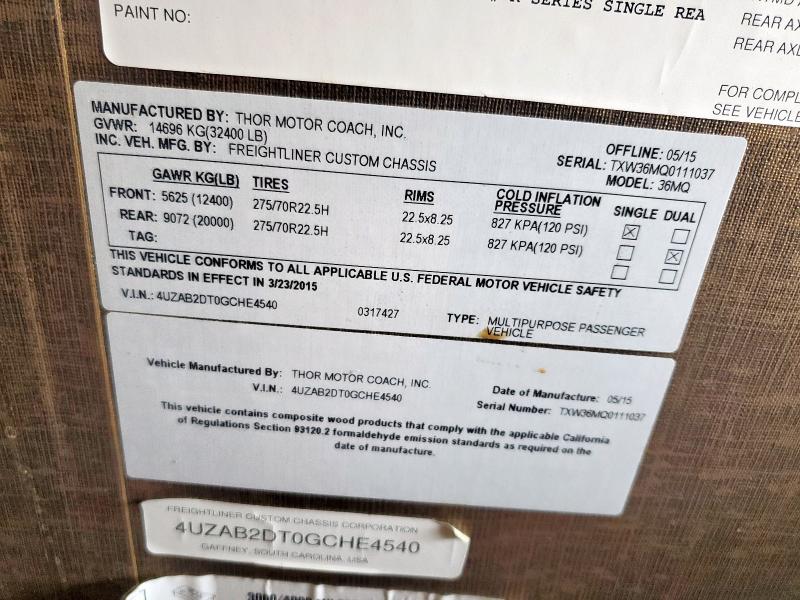 PAINT NO:
SERIES SINGLE REA
REAR AX
REAR AXL
FOR COMPL
SEE VEHICLE
MANUFACTURED BY: THOR MOTOR COACH, INC.
GVWR: 14696 KG(32400 LB)
INC. VEH. MFG. BY: FREIGHTLINER CUSTOM CHASSIS
OFFLINE: 05/15
SERIAL: TXW36MQ0111037
MODEL: 36MQ
GAWR KG(LB) TIRES RIMS COLD INFLATION PRESSURE SINGLE DUAL
FRONT: 5625 (12400) 275/70R22.5H 22.5x8.25 827 KPA(120 PSI) ☒ ☐
REAR: 9072 (20000) 275/70R22.5H 22.5x8.25 827 KPA(120 PSI) ☐ ☒
TAG: ☐ ☐
THIS VEHICLE CONFORMS TO ALL APPLICABLE U.S. FEDERAL MOTOR VEHICLE SAFETY
STANDARDS IN EFFECT IN 3/23/2015
V.I.N.: 4UZAB2DT0GCHE4540 0317427 TYPE: MULTIPURPOSE PASSENGER
VEHICLE
Vehicle Manufactured By: THOR MOTOR COACH, INC.
V.I.N.: 4UZAB2DT0GCHE4540
Date of Manufacture: 05/15
Serial Number: TXW36MQ0111037
This vehicle contains composite wood products that comply with the applicable California
of Regulations Section 93120.2 formaldehyde emission standards as required on the
date of manufacture.
FREIGHTLINER CUSTOM CHASSIS CORPORATION
4UZAB2DT0GCHE4540
GAFFNEY, SOUTH CAROLINA, USA